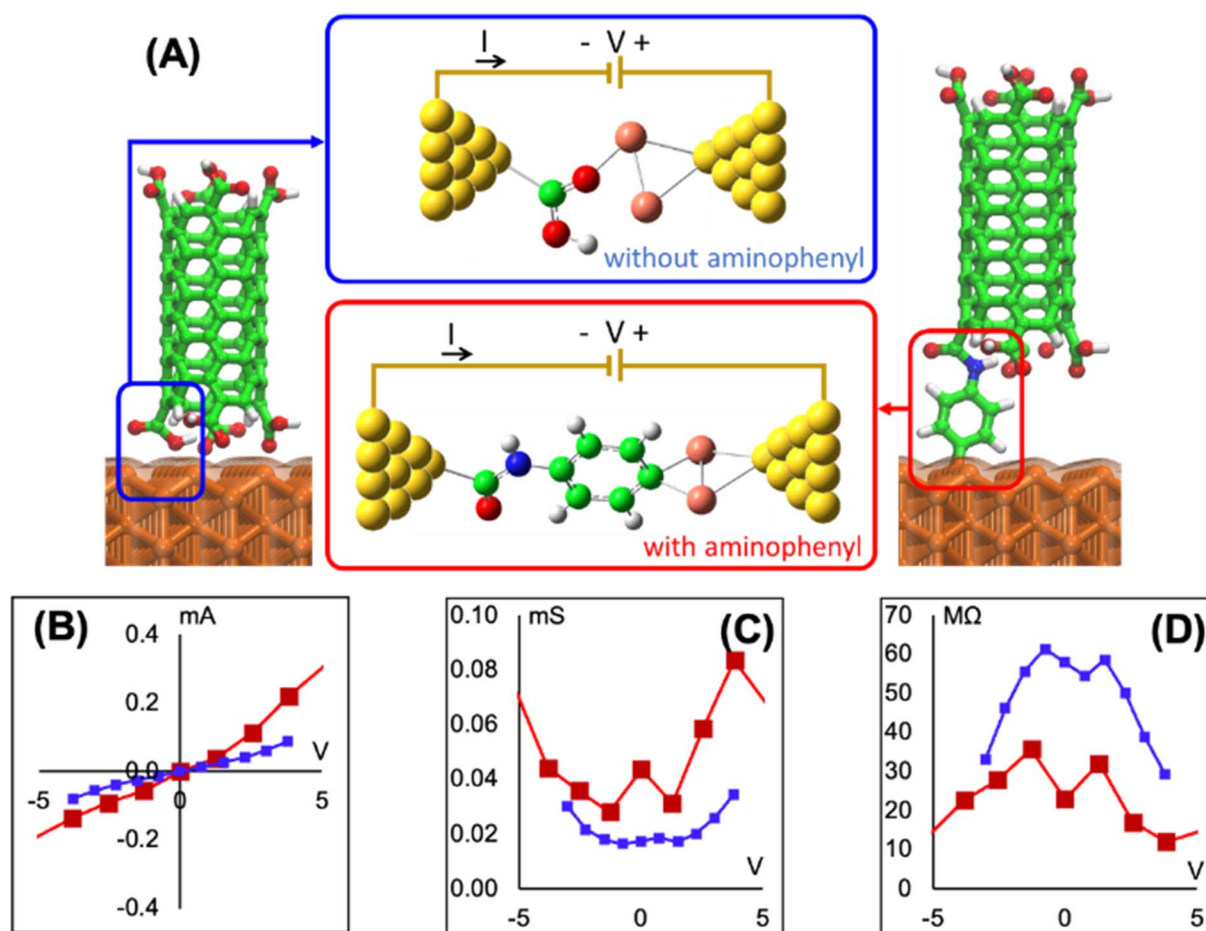 (A)
I
- V +
without aminophenyl
I
- V +
with aminophenyl
(B)
mA
0.4
0.2
0.0
-0.2
-0.4
-5
0
5
V
(C)
mS
0.10
0.08
0.06
0.04
0.02
0.00
-5
0
5
V
(D)
MΩ
70
60
50
40
30
20
10
0
-5
0
5
V